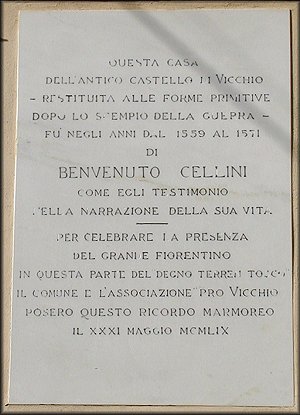 QUESTA CASA
DELL'ANTICO CASTELLO DI VICCHIO
- RESTITUITA ALLE FORME PRIMITIVE
DOPO LO SCEMPIO DELLA GUERRA -
FU' NEGLI ANNI DAL 1559 AL 1571
DI
BENVENUTO CELLINI
COME EGLI TESTIMONIO
NELLA NARRAZIONE DELLA SUA VITA
PER CELEBRARE LA PRESENZA
DEL GRANDE FIORENTINO
IN QUESTA PARTE DEL DEGNO TERREN TOSCO
IL COMUNE E L'ASSOCIAZIONE "PRO VICCHIO
POSERO QUESTO RICORDO MARMOREO
IL XXXI MAGGIO MCMLIX